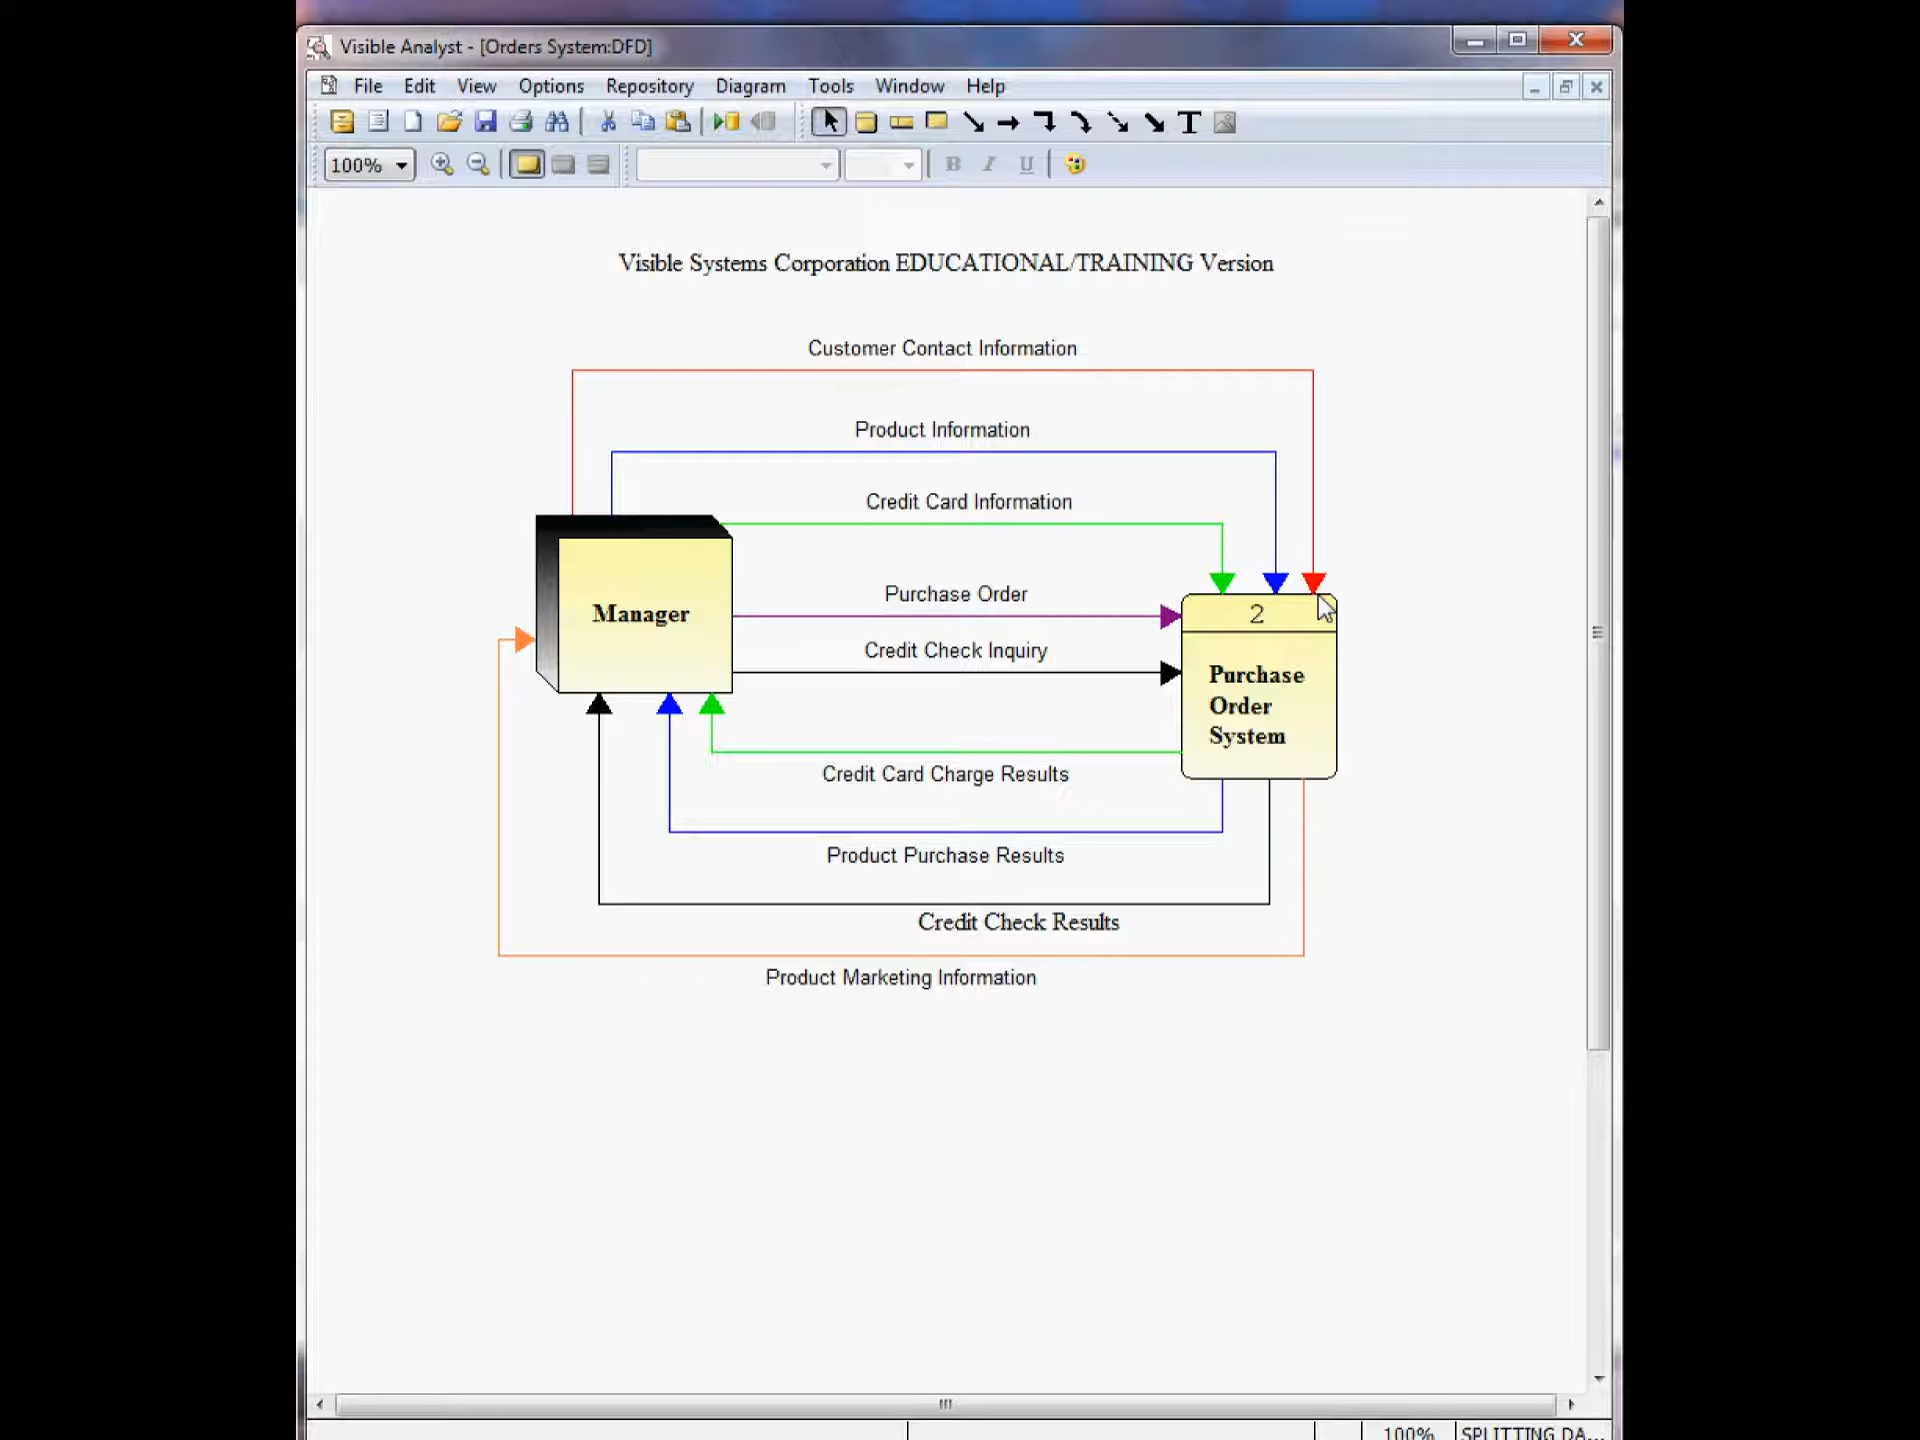 Visible Analyst - [Orders System:DFD]
File Edit View Options Repository Diagram Tools Window Help
100%
B I U
Visible Systems Corporation EDUCATIONAL/TRAINING Version
Customer Contact Information
Product Information
Credit Card Information
Purchase Order
Manager
2
Credit Check Inquiry
Purchase
Order
System
Credit Card Charge Results
Product Purchase Results
Credit Check Results
Product Marketing Information
100% SPLITTING DA...